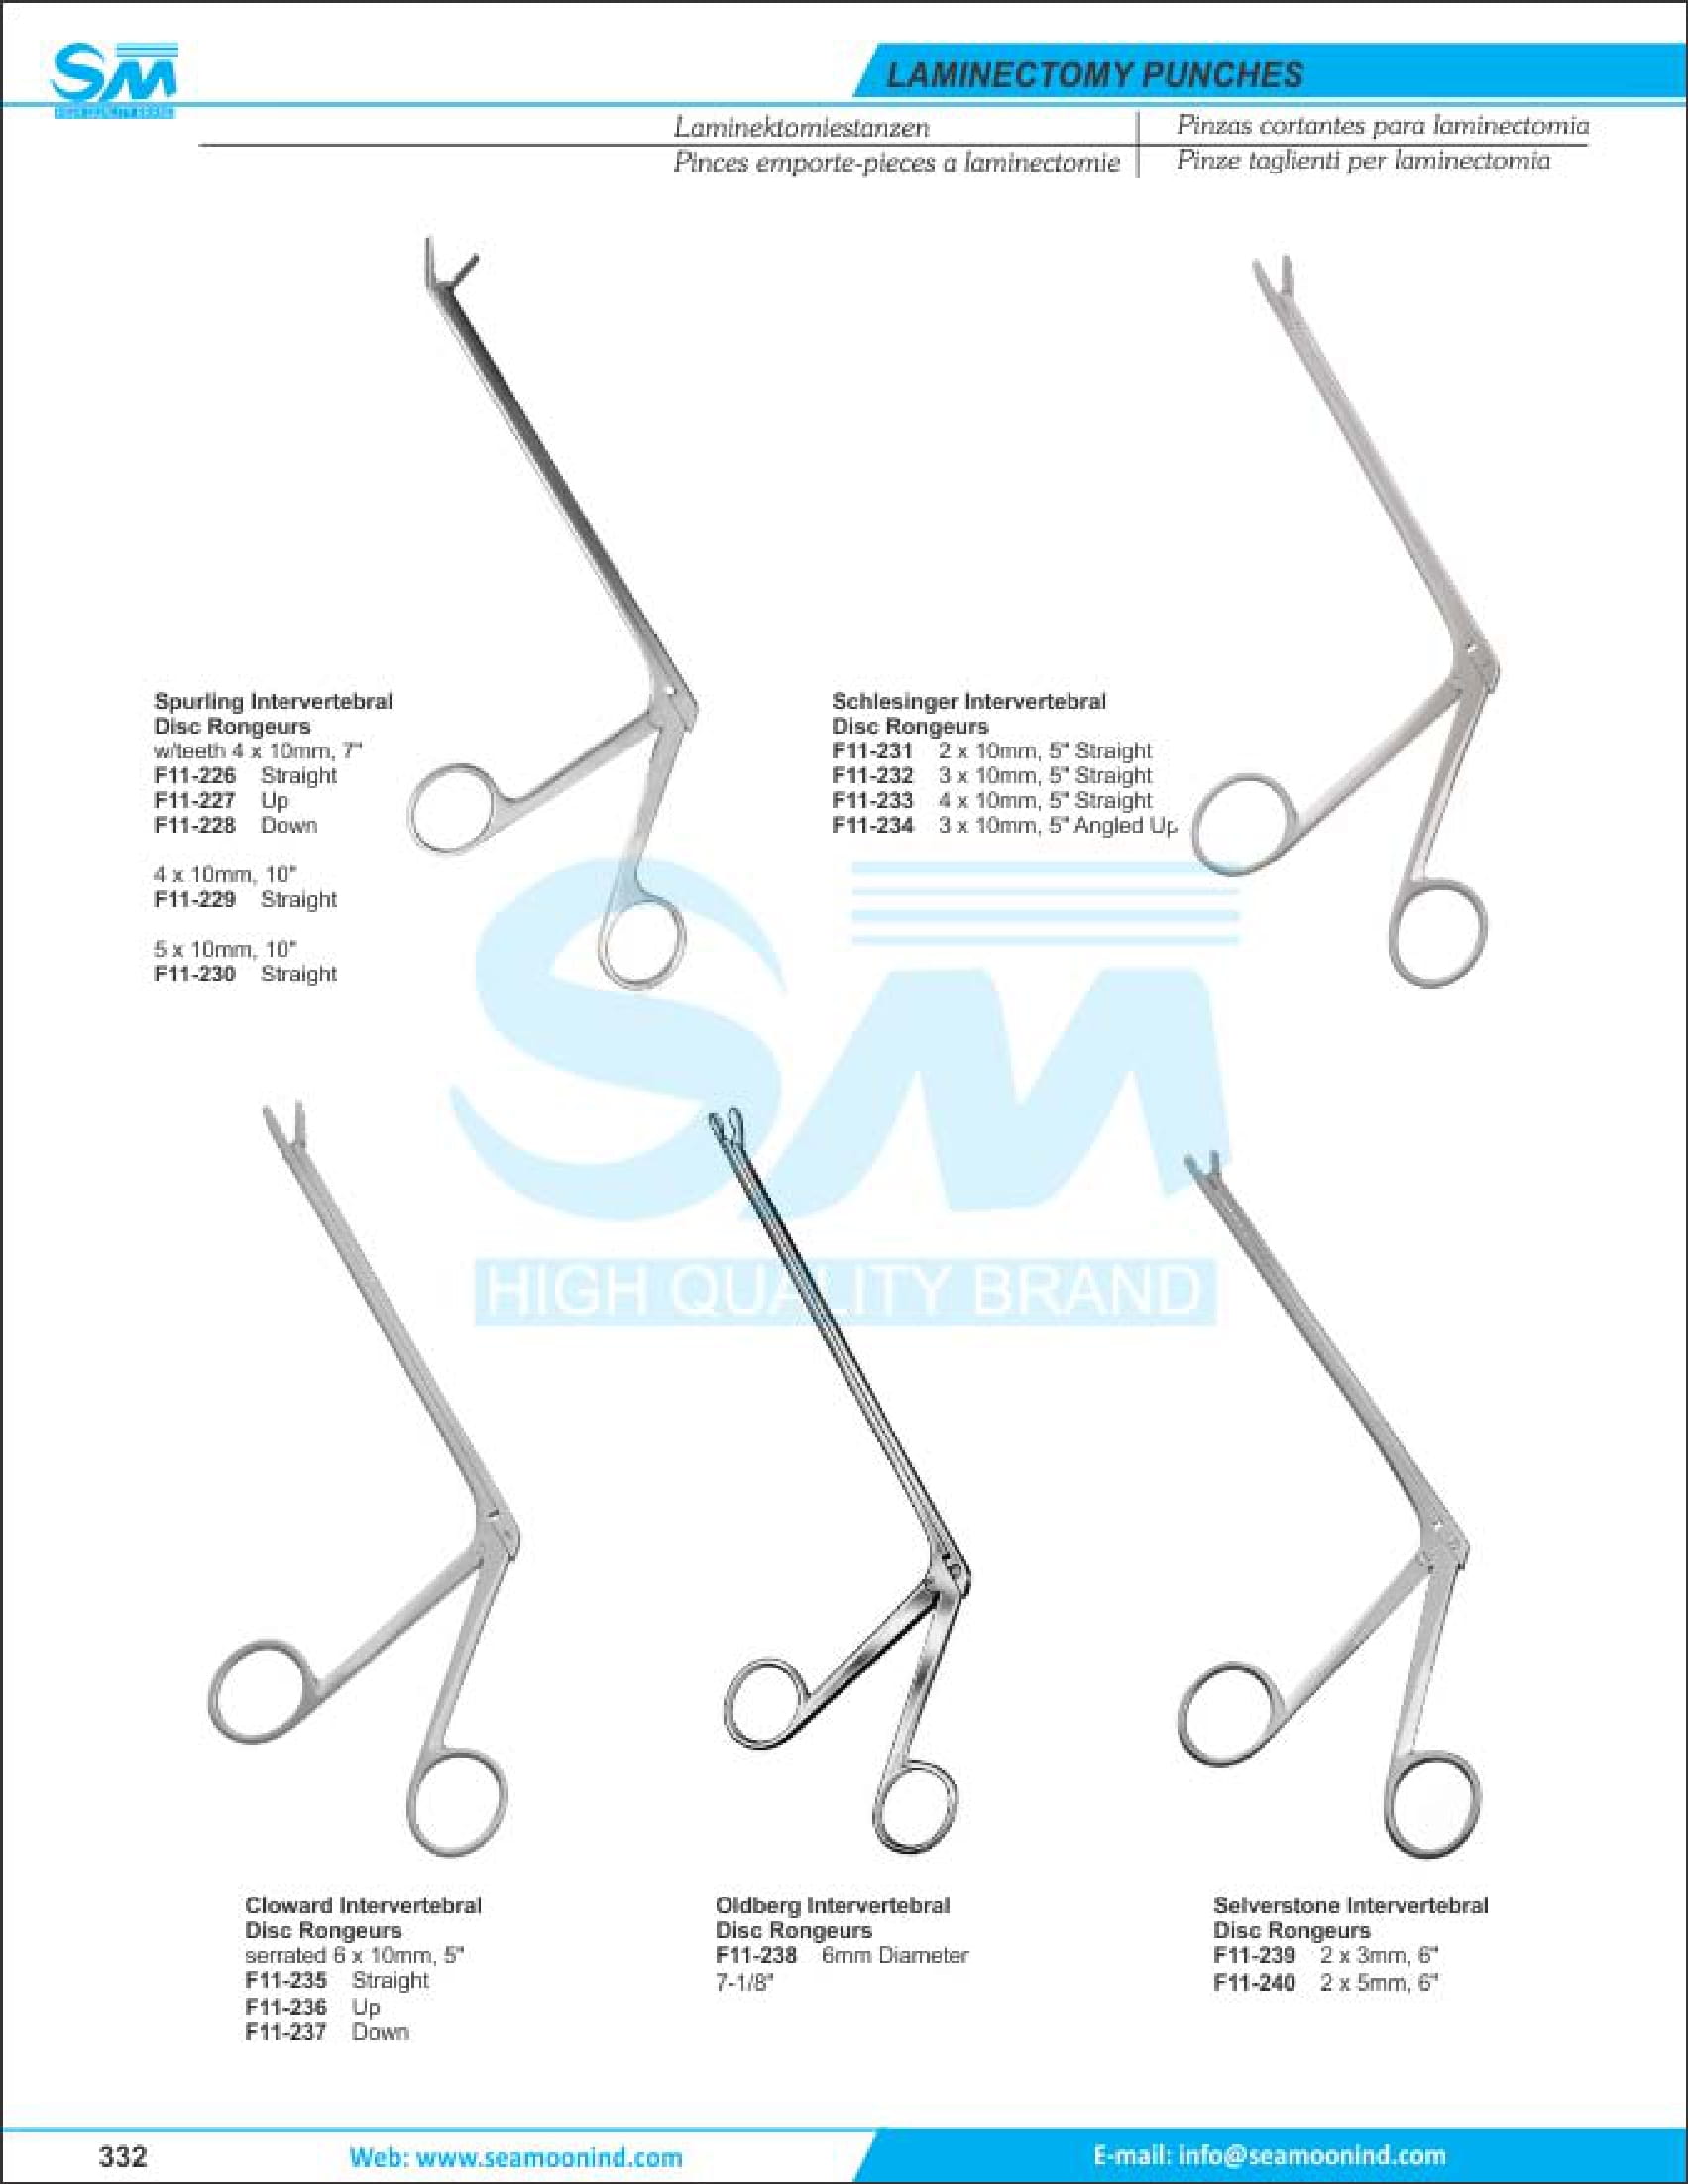 SM
LAMINECTOMY PUNCHES
Laminektomiestanzen
Pinces emporte-pieces a laminectomie
Pinzas cortantes para laminectomia
Pinze taglienti per laminectomia
Spurling Intervertebral
Disc Rongeurs
w/teeth 4 x 10mm, 7"
F11-226 Straight
F11-227 Up
F11-228 Down
4 x 10mm, 10"
F11-229 Straight
5 x 10mm, 10"
F11-230 Straight
Schlesinger Intervertebral
Disc Rongeurs
F11-231 2 x 10mm, 5" Straight
F11-232 3 x 10mm, 5" Straight
F11-233 4 x 10mm, 5" Straight
F11-234 3 x 10mm, 5" Angled Up
SM
HIGH QUALITY BRAND
Cloward Intervertebral
Disc Rongeurs
serrated 6 x 10mm, 5"
F11-235 Straight
F11-236 Up
F11-237 Down
Oldberg Intervertebral
Disc Rongeurs
F11-238 6mm Diameter
7-1/8"
Selverstone Intervertebral
Disc Rongeurs
F11-239 2 x 3mm, 6"
F11-240 2 x 5mm, 6"
332
Web: www.seamoonind.com
E-mail: info@seamoonind.com